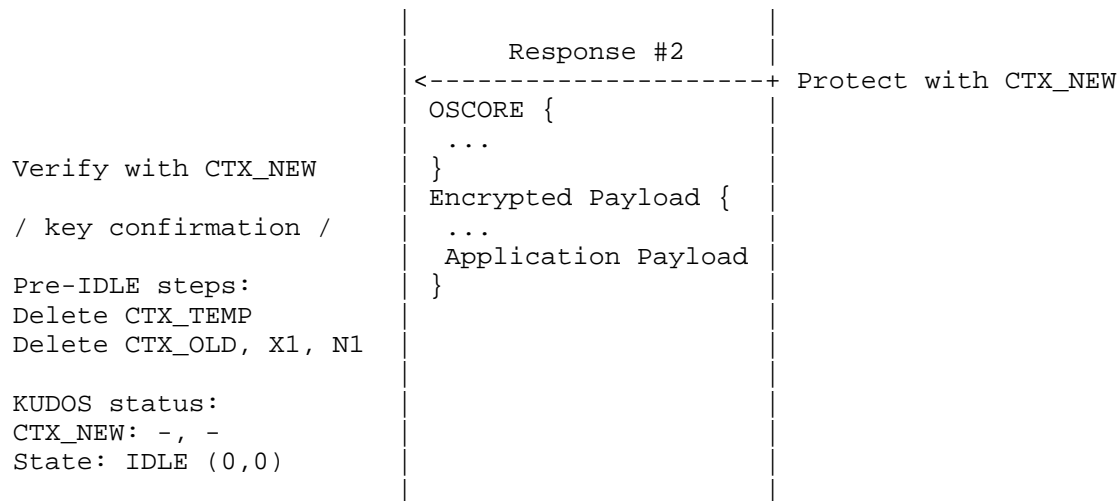 Response #2
<---------------------+ Protect with CTX_NEW
OSCORE {
...
Verify with CTX_NEW }
Encrypted Payload {
/ key confirmation / ...
Application Payload
Pre-IDLE steps: }
Delete CTX_TEMP
Delete CTX_OLD, X1, N1
KUDOS status:
CTX_NEW: -, -
State: IDLE (0,0)